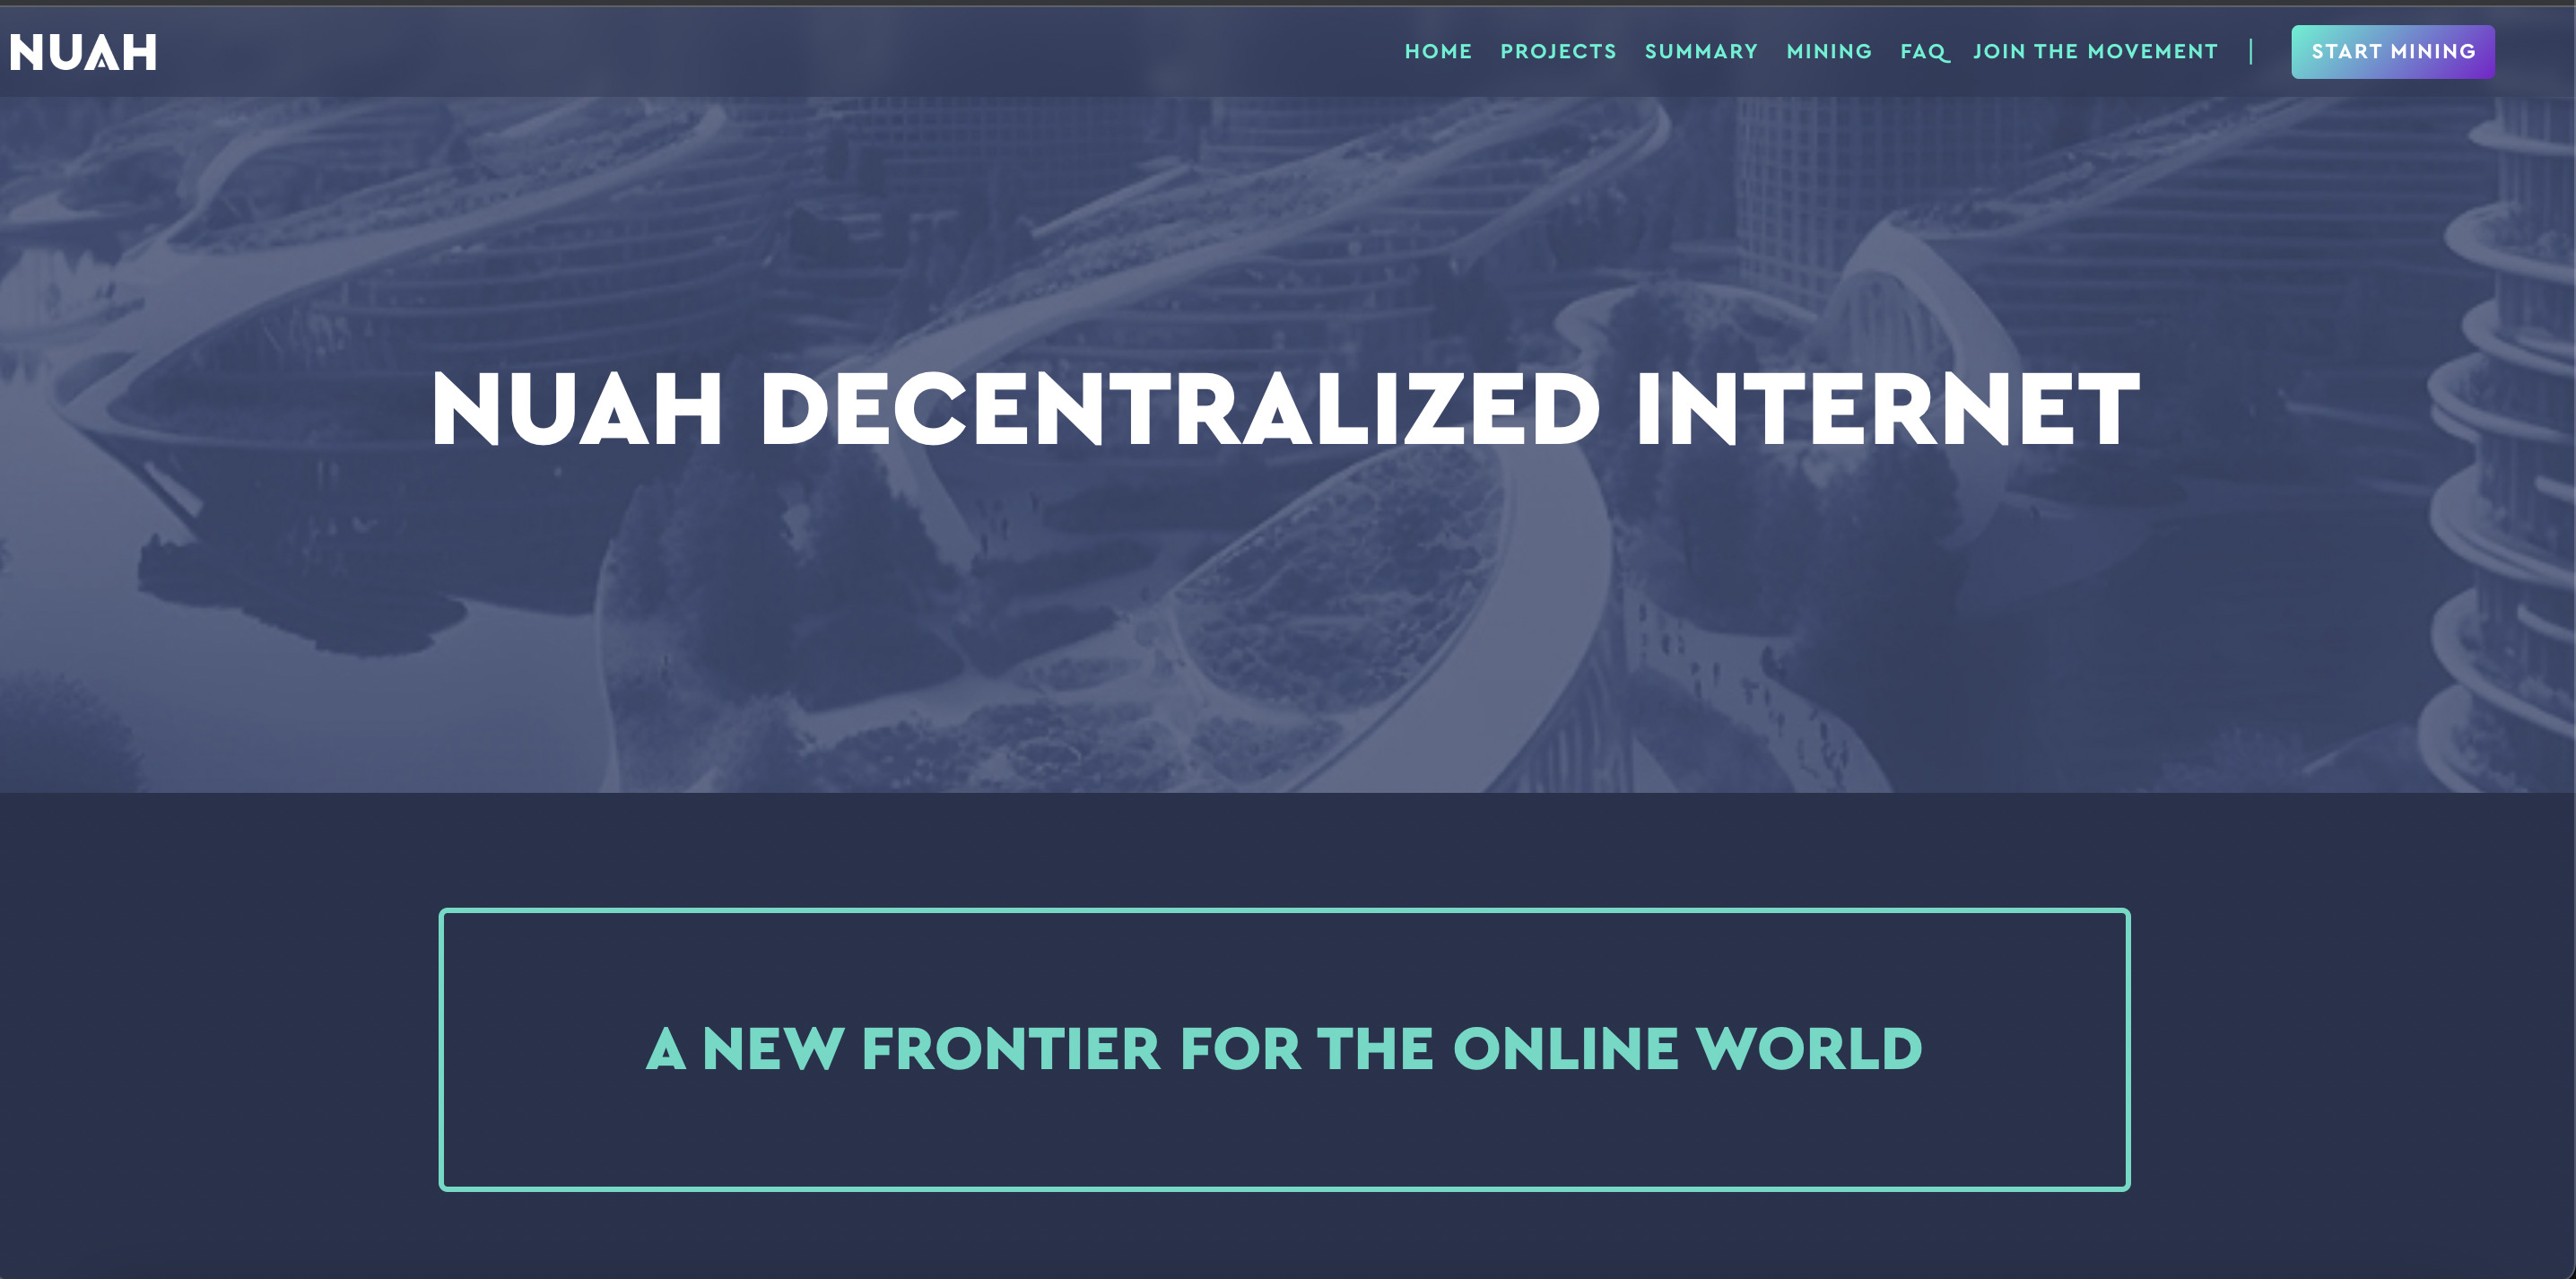 NUAH
HOME PROJECTS SUMMARY MINING FAQ JOIN THE MOVEMENT | START MINING
NUAH DECENTRALIZED INTERNET
A NEW FRONTIER FOR THE ONLINE WORLD